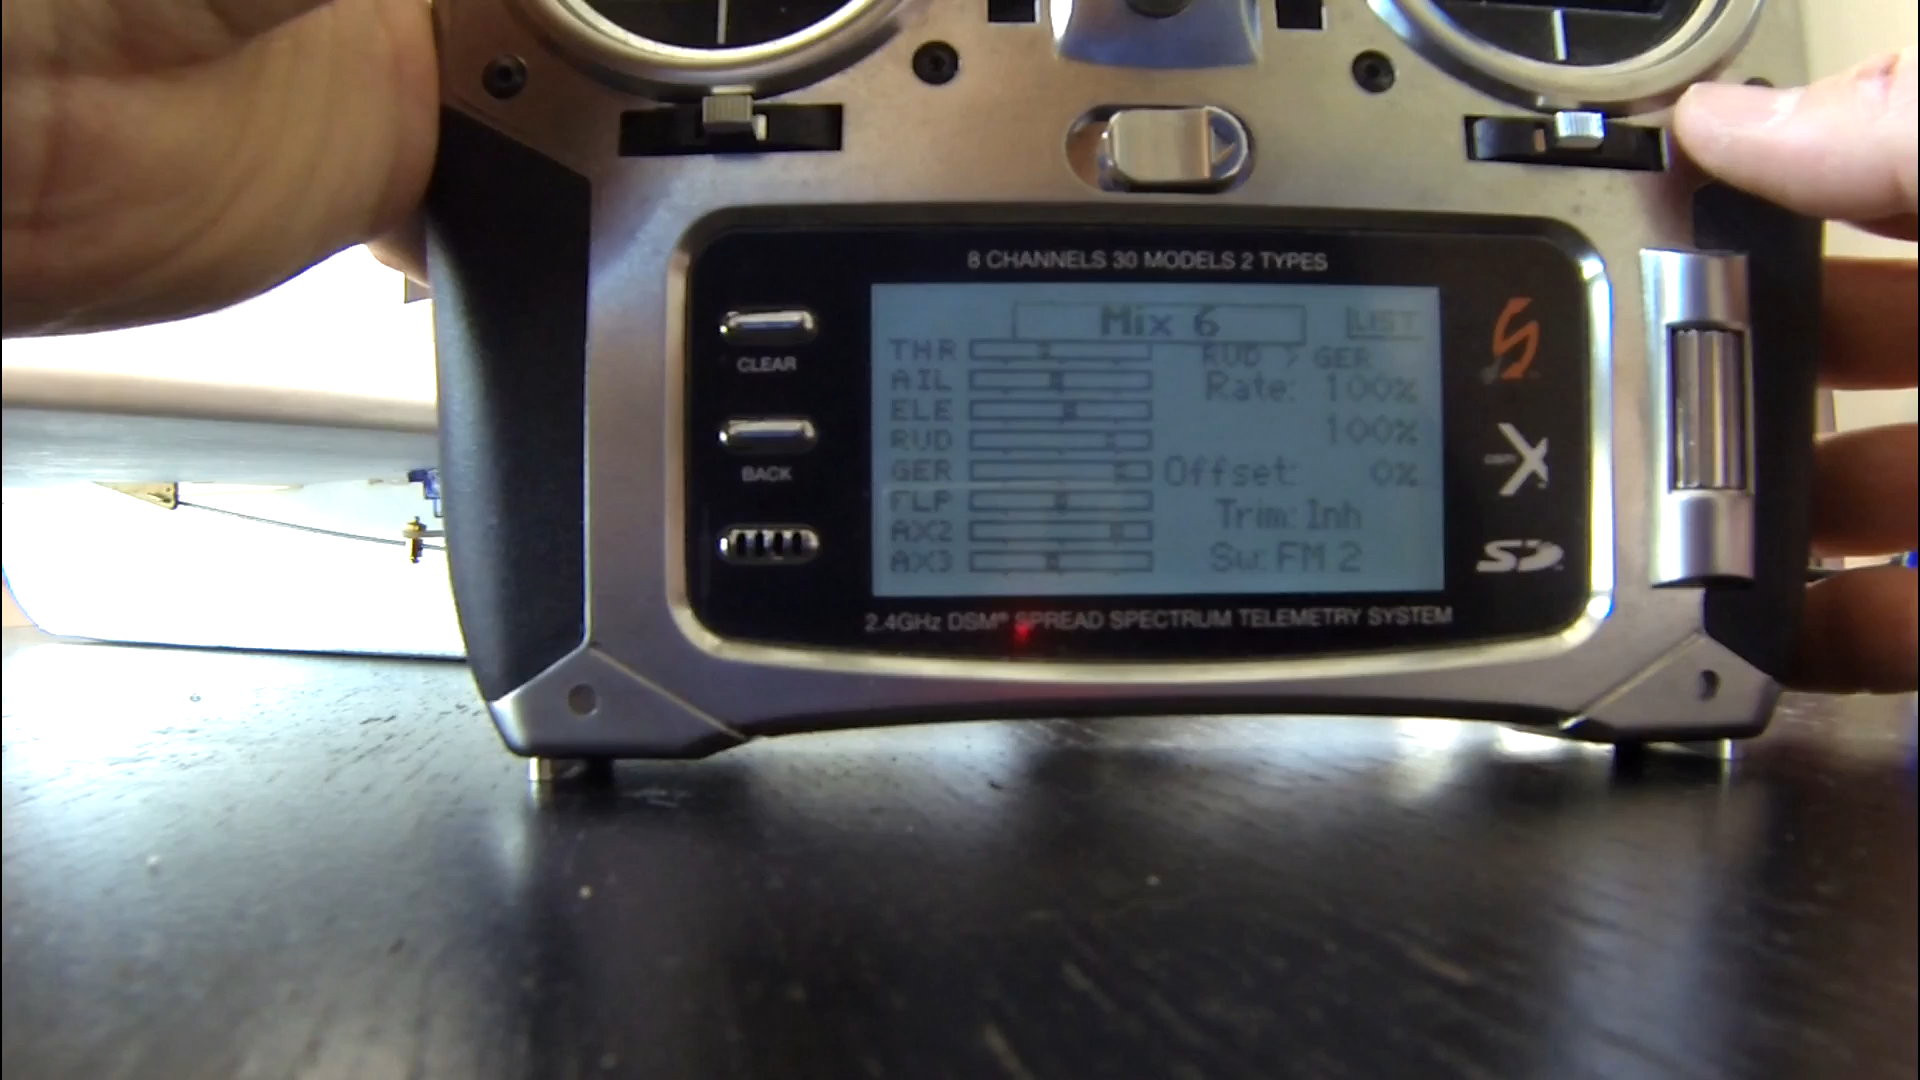 8 CHANNELS 30 MODELS 2 TYPES
Mix 6
LIST
THR
RUD > GER
AIL
Rate: 100%
ELE
RUD
100%
GER
Offset: 0%
FLP
Trim: Inh
AX2
Sw: FM 2
AX3
CLEAR
BACK
-X
SD
2.4GHz DSM® SPREAD SPECTRUM TELEMETRY SYSTEM